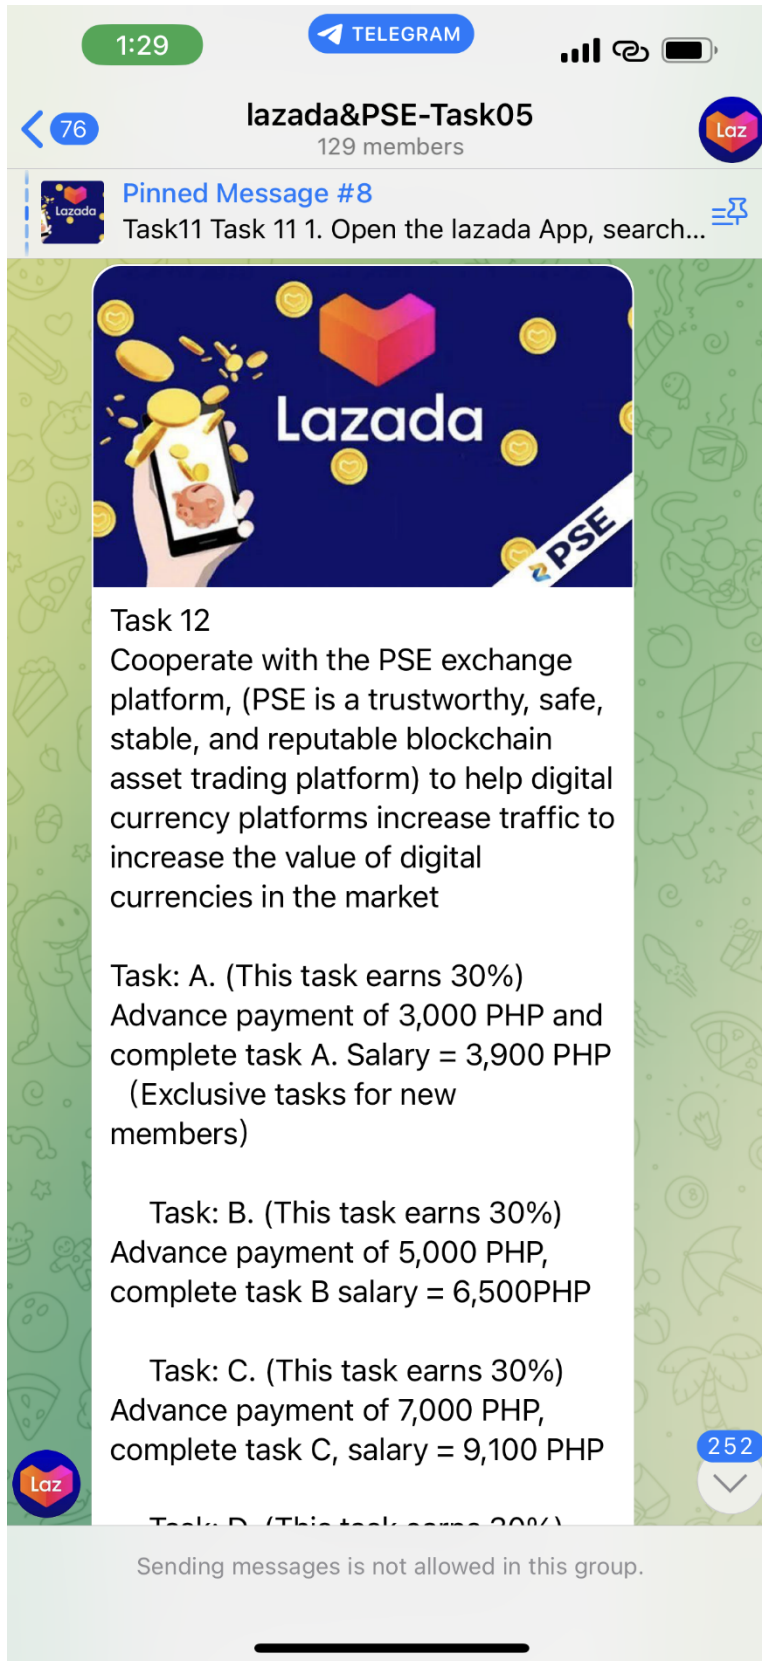 1:29
TELEGRAM
76
lazada&PSE-Task05
129 members
Laz
Pinned Message #8
Task11 Task 11 1. Open the lazada App, search...
Lazada
Lazada
PSE
Task 12
Cooperate with the PSE exchange
platform, (PSE is a trustworthy, safe,
stable, and reputable blockchain
asset trading platform) to help digital
currency platforms increase traffic to
increase the value of digital
currencies in the market
Task: A. (This task earns 30%)
Advance payment of 3,000 PHP and
complete task A. Salary = 3,900 PHP
（Exclusive tasks for new
members)
Task: B. (This task earns 30%)
Advance payment of 5,000 PHP,
complete task B salary = 6,500PHP
Task: C. (This task earns 30%)
Advance payment of 7,000 PHP,
complete task C, salary = 9,100 PHP
252
Laz
Task: D. (This task earns 30%)
Sending messages is not allowed in this group.